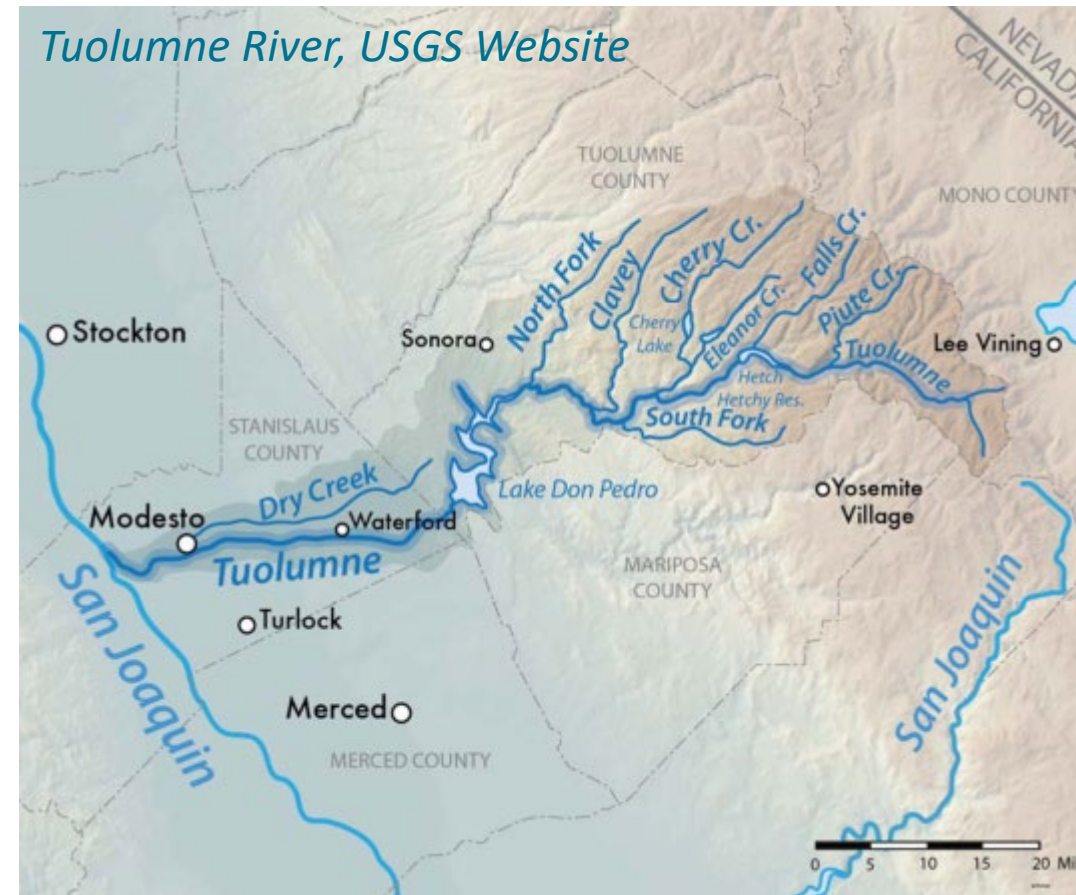 Tuolumne River, USGS Website
NEVADA
CALIFORNIA
TUOLUMNE
COUNTY
MONO COUNTY
North Fork
Clavey
Cherry Cr.
Falls Cr.
Piute Cr.
Eleanor Cr.
Cherry
Lake
Stockton
Sonora
Lee Vining
Tuolumne
Hetch
Hetchy Res.
South Fork
STANISLAUS
COUNTY
Dry Creek
Lake Don Pedro
Yosemite
Village
Modesto
Waterford
Tuolumne
MARIPOSA
COUNTY
San Joaquin
Turlock
San Joaquin
Merced
MERCED COUNTY
0 5 10 15 20 Mi